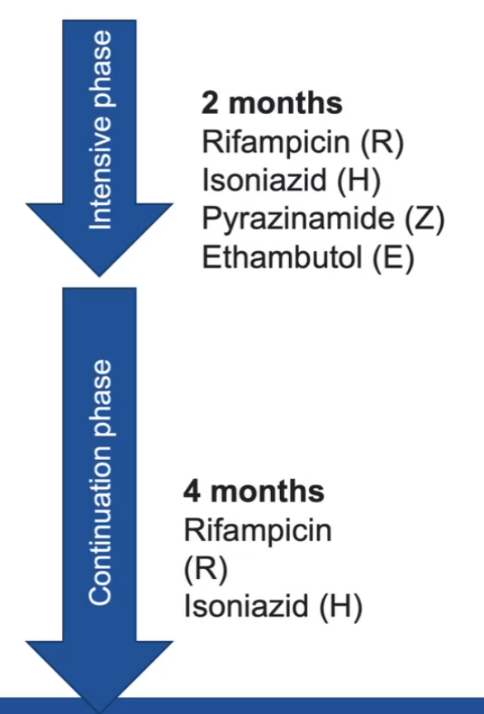 Intensive phase
2 months
Rifampicin (R)
Isoniazid (H)
Pyrazinamide (Z)
Ethambutol (E)
Continuation phase
4 months
Rifampicin
(R)
Isoniazid (H)